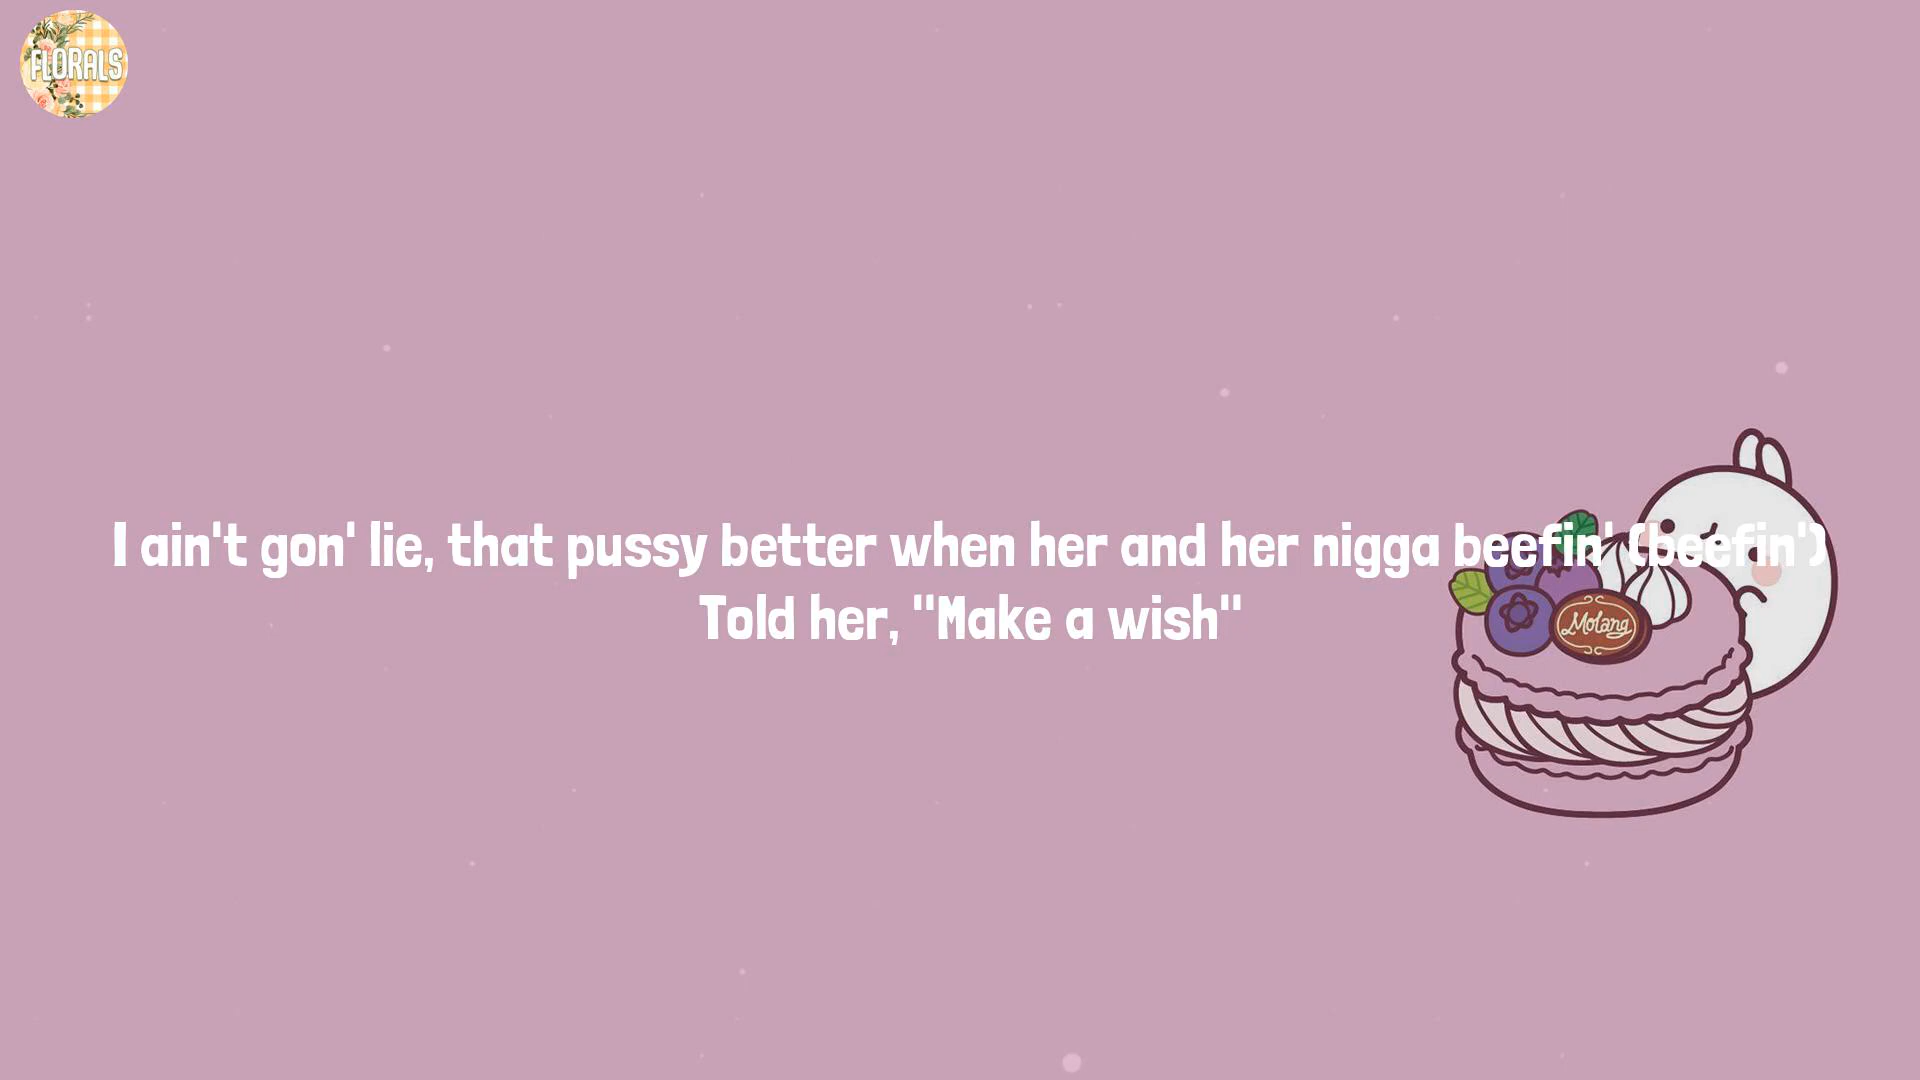 FLORALS
I ain't gon' lie, that pussy better when her and her nigga beefin' (beefin')
Told her, "Make a wish"
Molang